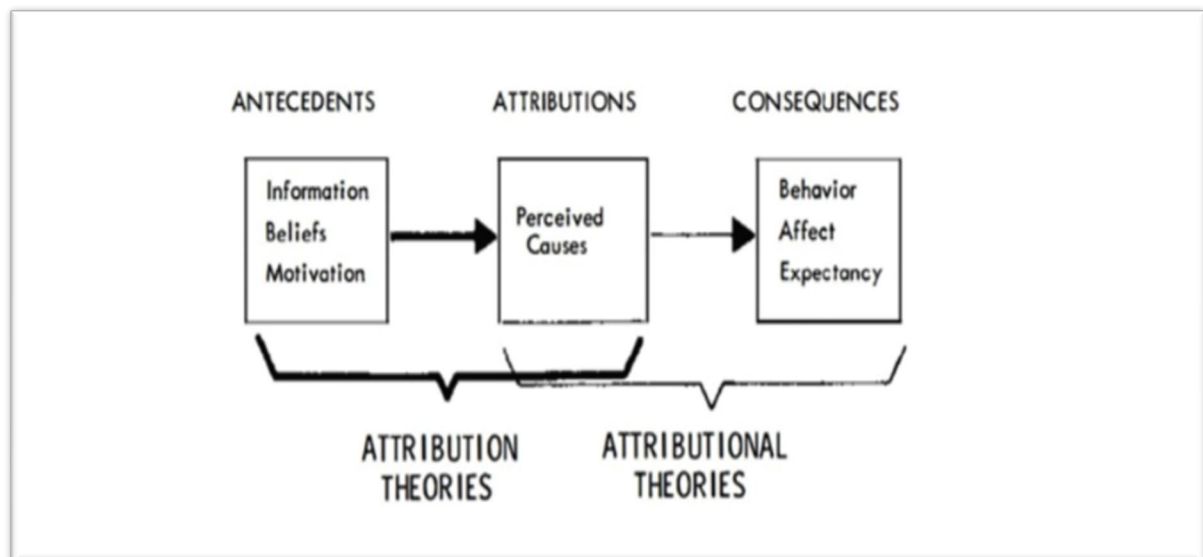 ANTECEDENTS
ATTRIBUTIONS
CONSEQUENCES
Information
Beliefs
Motivation
Perceived
Causes
Behavior
Affect
Expectancy
ATTRIBUTION
THEORIES
ATTRIBUTIONAL
THEORIES